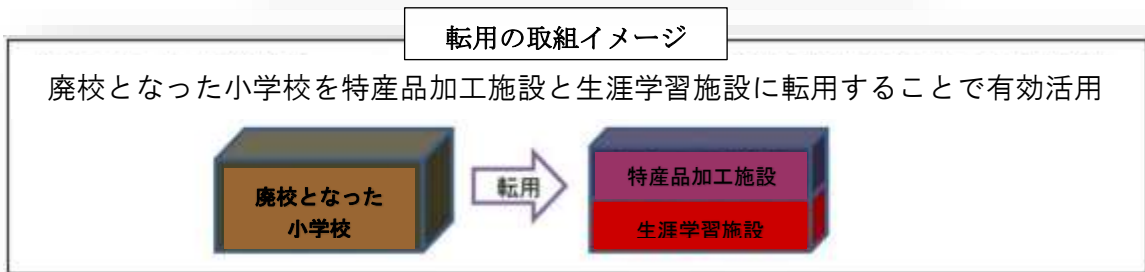 転用の取組イメージ
廃校となった小学校を特産品加工施設と生涯学習施設に転用することで有効活用
廃校となった
小学校
転用
特産品加工施設
生涯学習施設